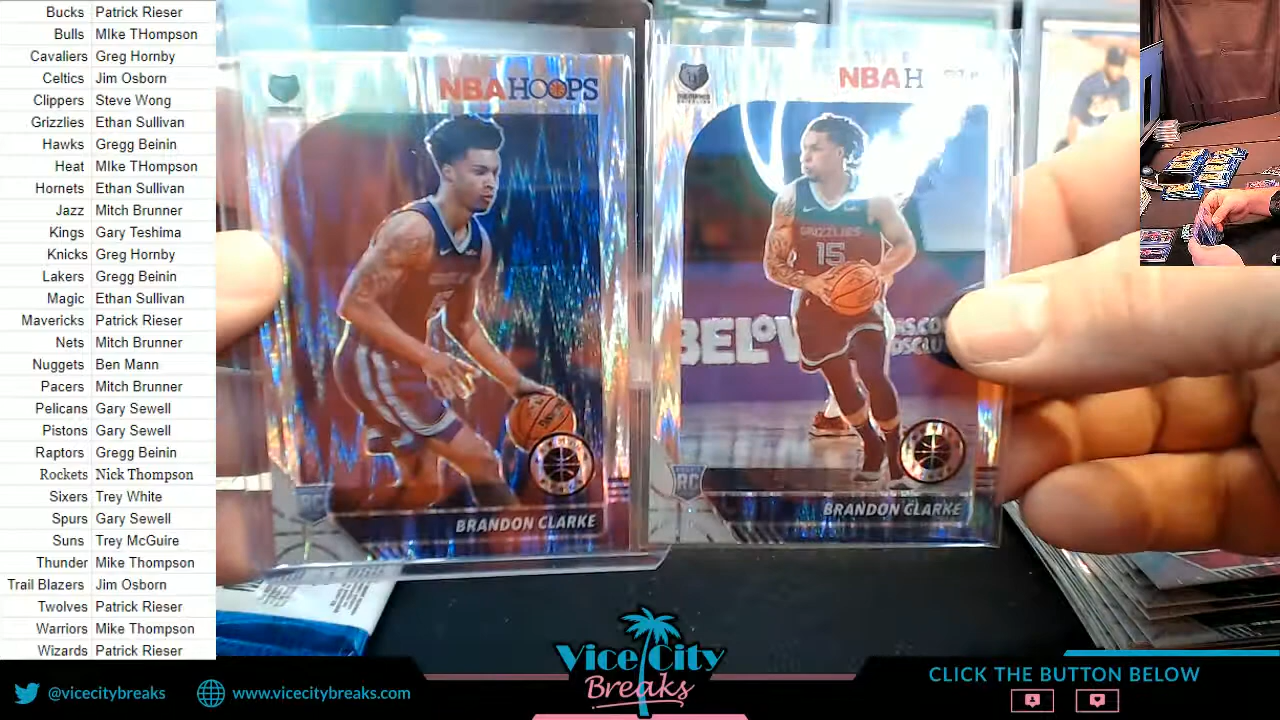 Bucks Patrick Rieser
Bulls MIke THompson
Cavaliers Greg Hornby
Celtics Jim Osborn
Clippers Steve Wong
Grizzlies Ethan Sullivan
Hawks Gregg Beinin
Heat MIke THompson
Hornets Ethan Sullivan
Jazz Mitch Brunner
Kings Gary Teshima
Knicks Greg Hornby
Lakers Gregg Beinin
Magic Ethan Sullivan
Mavericks Patrick Rieser
Nets Mitch Brunner
Nuggets Ben Mann
Pacers Mitch Brunner
Pelicans Gary Sewell
Pistons Gary Sewell
Raptors Gregg Beinin
Rockets Nick Thompson
Sixers Trey White
Spurs Gary Sewell
Suns Trey McGuire
Thunder Mike Thompson
Trail Blazers Jim Osborn
Twolves Patrick Rieser
Warriors Mike Thompson
Wizards Patrick Rieser
NBA HOOPS
RC
BRANDON CLARKE
NBA H
GRIZZLIES
15
BELOW
RC
BRANDON CLARKE
@vicecitybreaks
www.vicecitybreaks.com
Vice City
Breaks
CLICK THE BUTTON BELOW